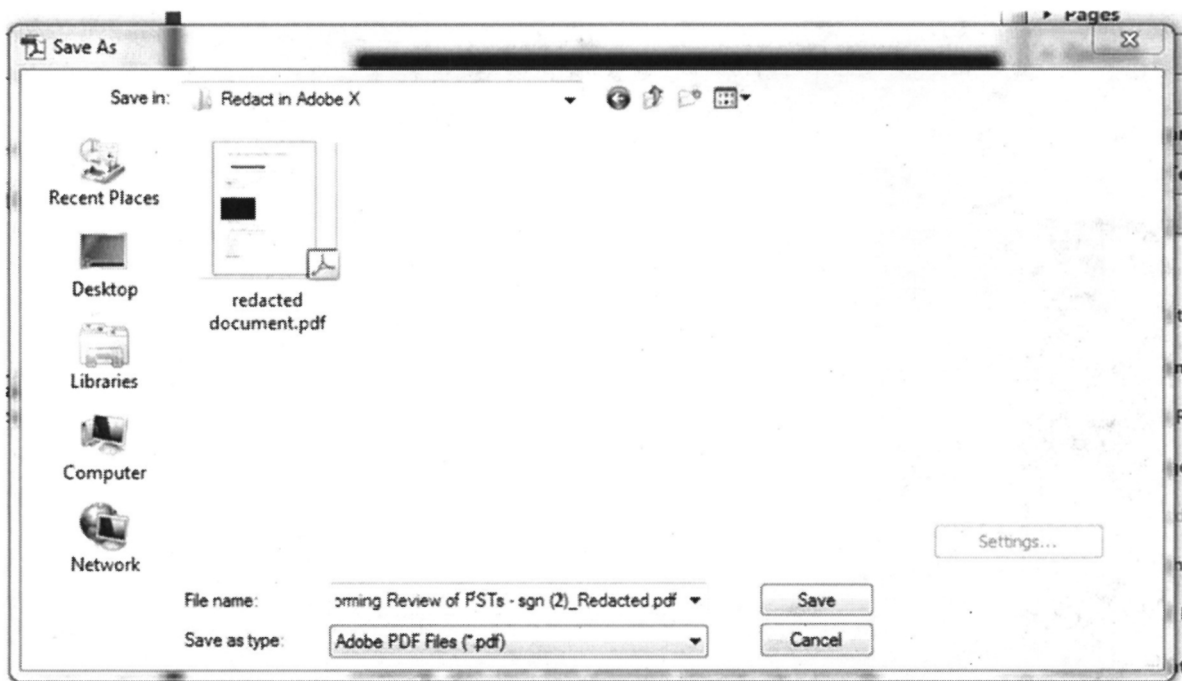 Pages
Save As
Save in:
Redact in Adobe X
Recent Places
Desktop
Libraries
Computer
Network
redacted
document.pdf
Settings...
File name:
orming Review of PSTs - sgn (2)_Redacted.pdf
Save
Save as type:
Adobe PDF Files (*.pdf)
Cancel